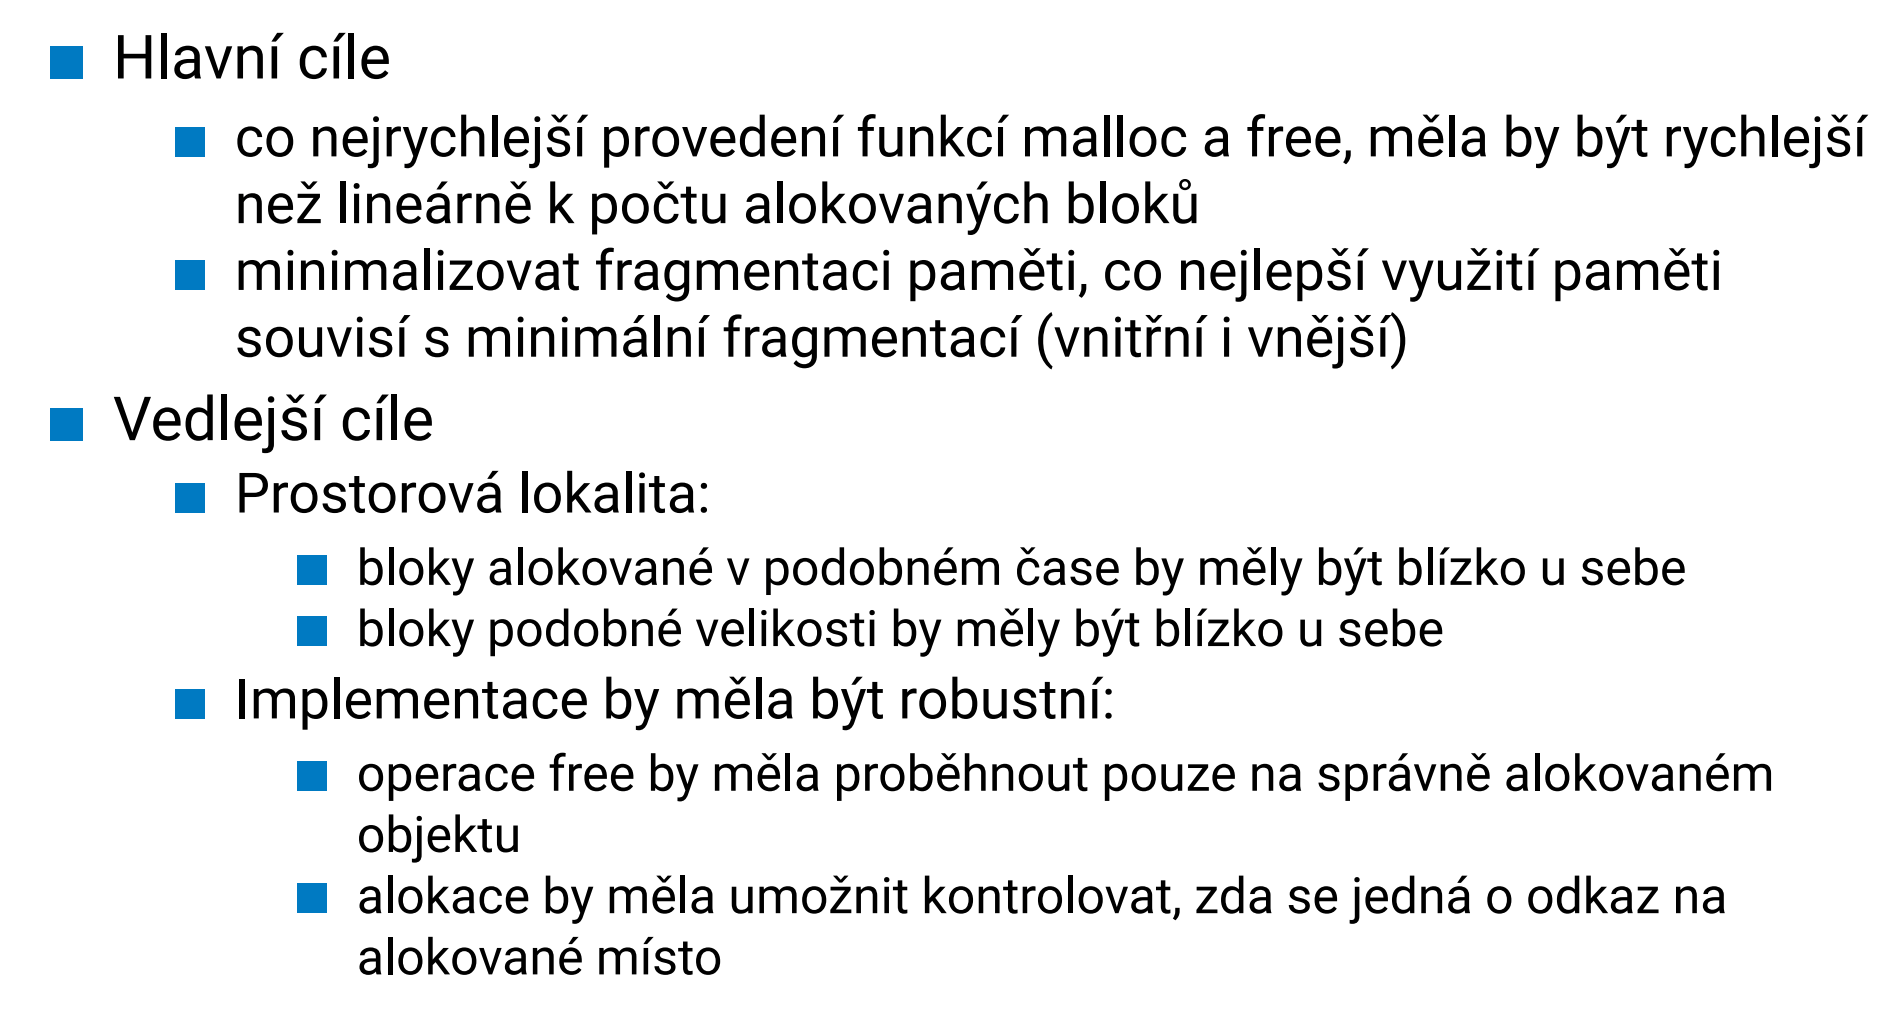 Hlavní cíle
co nejrychlejší provedení funkcí malloc a free, měla by být rychlejší
než lineárně k počtu alokovaných bloků
minimalizovat fragmentaci paměti, co nejlepší využití paměti
souvisí s minimální fragmentací (vnitřní i vnější)
Vedlejší cíle
Prostorová lokalita:
bloky alokované v podobném čase by měly být blízko u sebe
bloky podobné velikosti by měly být blízko u sebe
Implementace by měla být robustní:
operace free by měla proběhnout pouze na správně alokovaném
objektu
alokace by měla umožnit kontrolovat, zda se jedná o odkaz na
alokované místo